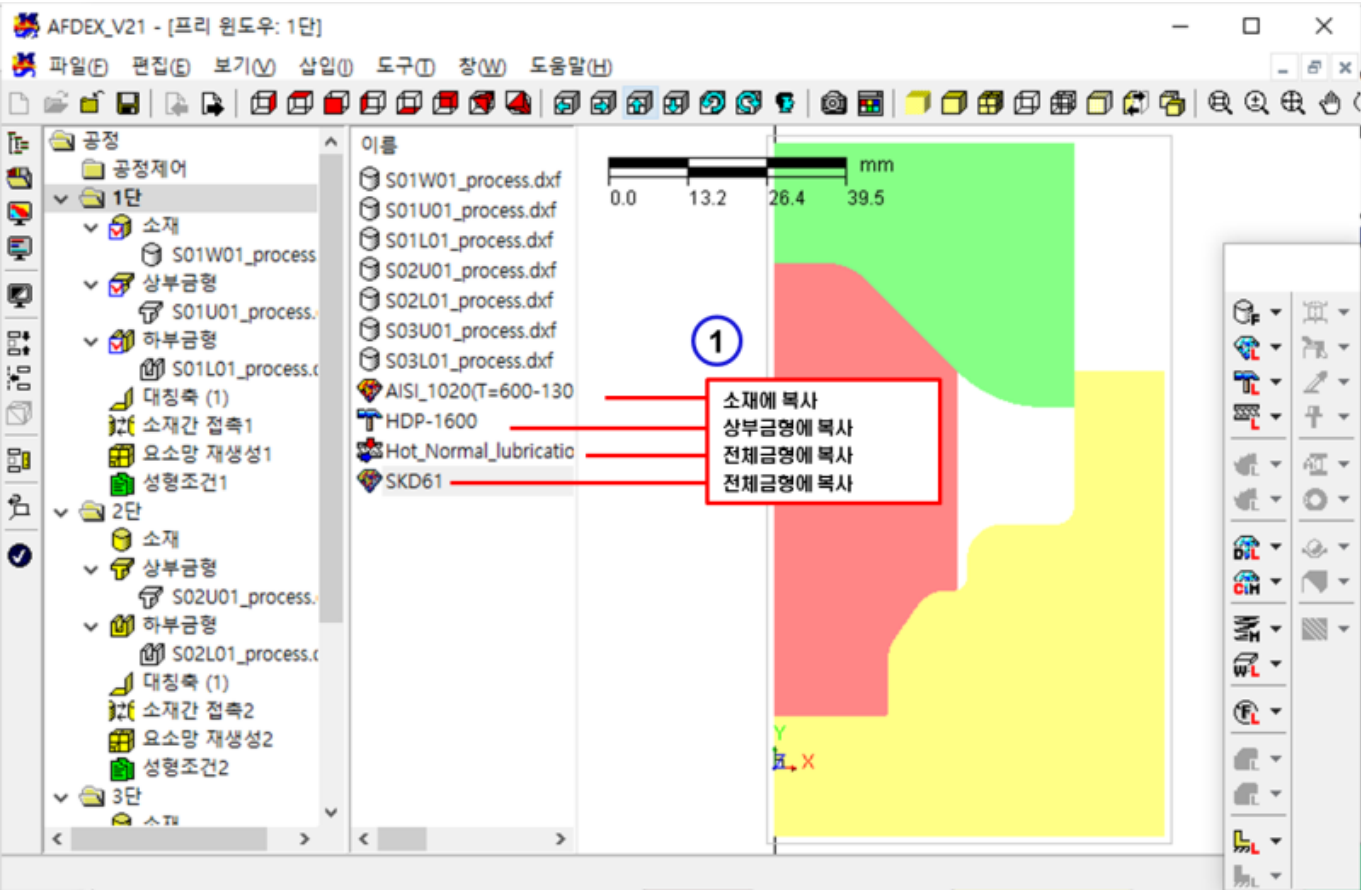 AFDEX_V21 - [프리 윈도우: 1단]
파일(F) 편집(E) 보기(V) 삽입(I) 도구(T) 창(W) 도움말(H)
공정
공정제어
1단
소재
S01W01_process
상부금형
S01U01_process.
하부금형
S01L01_process.
대칭축 (1)
소재간 접촉1
요소망 재생성1
성형조건1
2단
소재
상부금형
S02U01_process.
하부금형
S02L01_process.
대칭축 (1)
소재간 접촉2
요소망 재생성2
성형조건2
3단
소재
이름
S01W01_process.dxf
S01U01_process.dxf
S01L01_process.dxf
S02U01_process.dxf
S02L01_process.dxf
S03U01_process.dxf
S03L01_process.dxf
AISI_1020(T=600-130
HDP-1600
Hot_Normal_lubricatio
SKD61
mm
0.0 13.2 26.4 39.5
1
소재에 복사
상부금형에 복사
전체금형에 복사
전체금형에 복사
Y
Z X